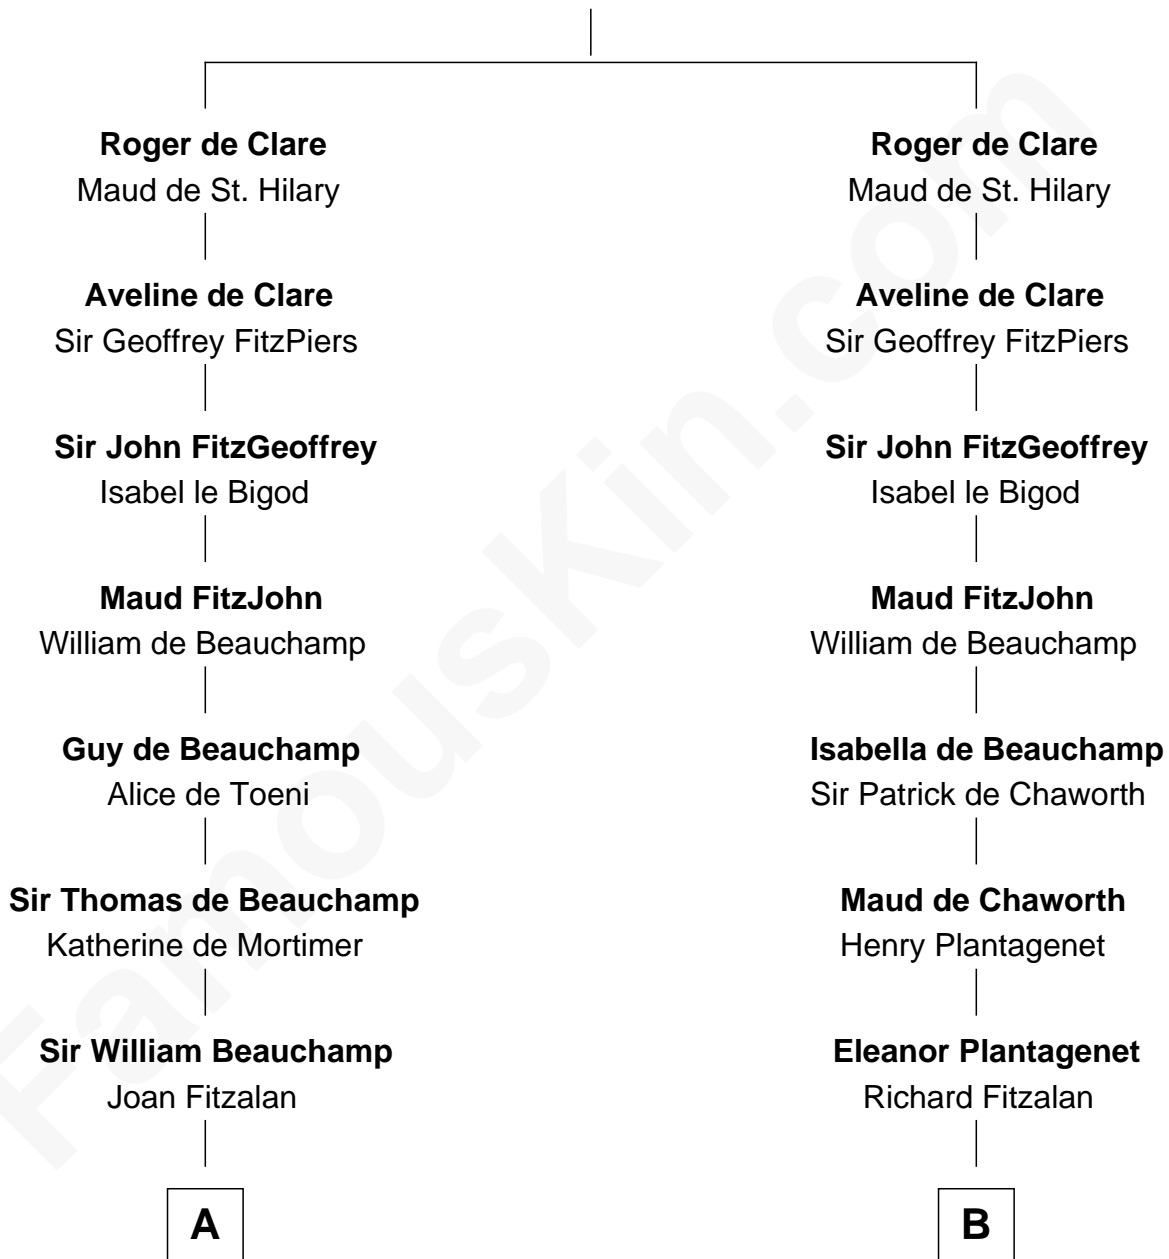 Roger de Clare
Maud de St. Hilary
Aveline de Clare
Sir Geoffrey FitzPiers
Sir John FitzGeoffrey
Isabel le Bigod
Maud FitzJohn
William de Beauchamp
Guy de Beauchamp
Alice de Toeni
Sir Thomas de Beauchamp
Katherine de Mortimer
Sir William Beauchamp
Joan Fitzalan
A
Roger de Clare
Maud de St. Hilary
Aveline de Clare
Sir Geoffrey FitzPiers
Sir John FitzGeoffrey
Isabel le Bigod
Maud FitzJohn
William de Beauchamp
Isabella de Beauchamp
Sir Patrick de Chaworth
Maud de Chaworth
Henry Plantagenet
Eleanor Plantagenet
Richard Fitzalan
B
FamousKin.com